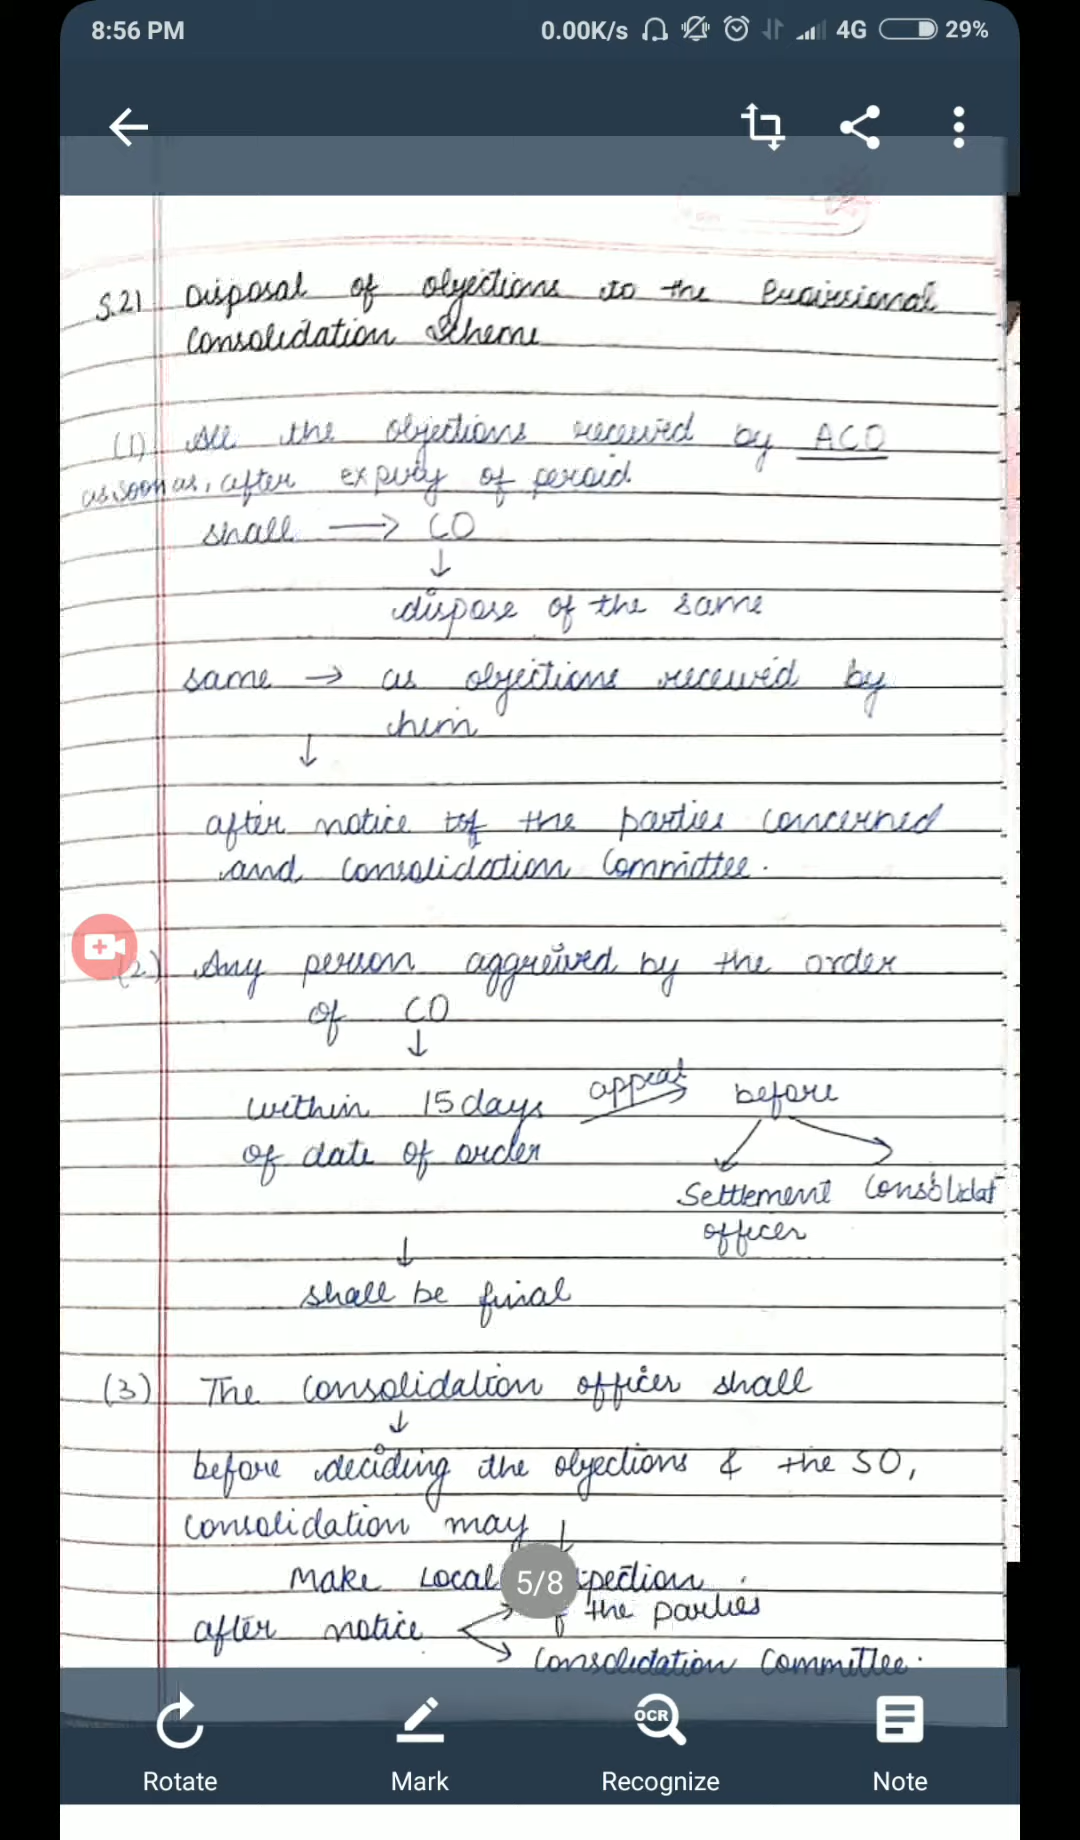 8:56 PM 0.00K/s 4G 29%
S.21 Disposal of objections to the Provisional
Consolidation Scheme
(1) All the objections received by ACO
as soon as, after expiry of peroid
shall → CO
↓
dispose of the same
same → as objections received by
him
↓
after notice tof the parties concerned
and Consolidation Committee.
(2) Any person aggreived by the order
of CO
↓
within 15 days appeal before
of date of order
Settlement Consolidat
officer
↓
shall be final
(3) The Consolidation officer shall
↓
before deciding the objections & the SO,
consolidation may ↓
Make Local pection
5/8
after notice the parties
Consolidation Committee.
OCR
Rotate Mark Recognize Note